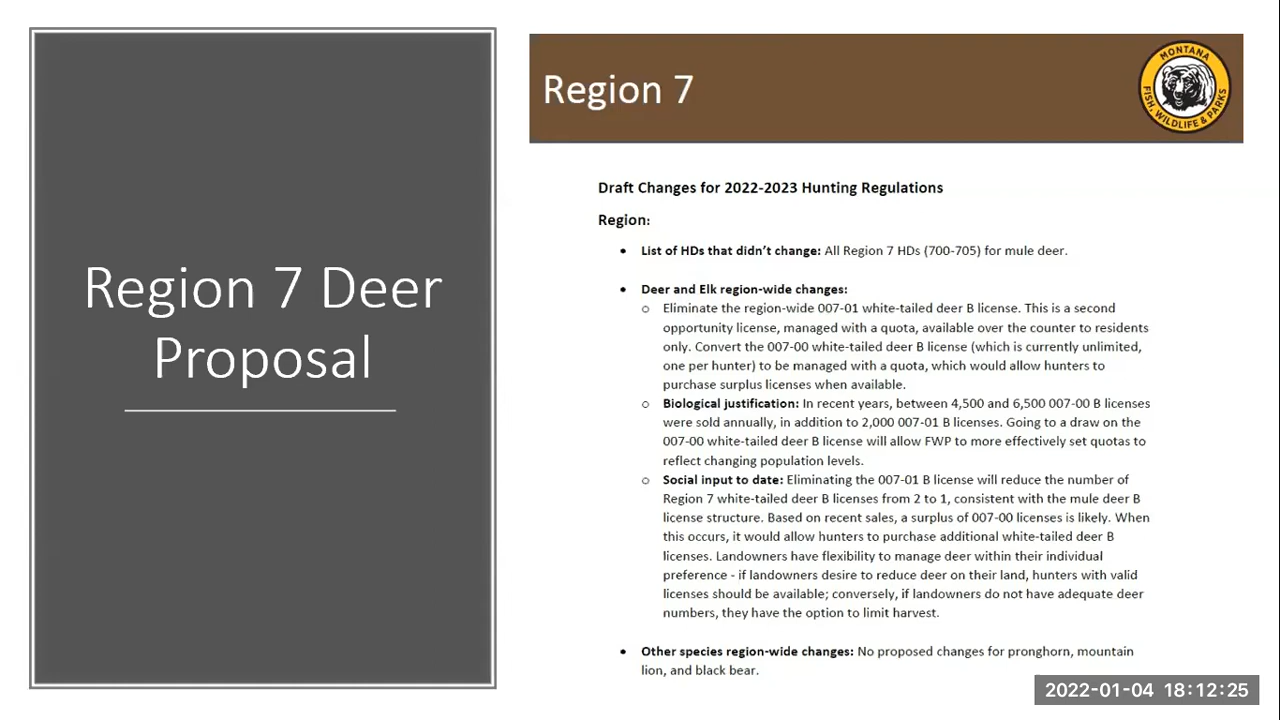 Region 7 Deer
Proposal
Region 7
MONTANA
FISH, WILDLIFE & PARKS
Draft Changes for 2022-2023 Hunting Regulations
Region:
• List of HDs that didn’t change: All Region 7 HDs (700-705) for mule deer.
• Deer and Elk region-wide changes:
o Eliminate the region-wide 007-01 white-tailed deer B license. This is a second
opportunity license, managed with a quota, available over the counter to residents
only. Convert the 007-00 white-tailed deer B license (which is currently unlimited,
one per hunter) to be managed with a quota, which would allow hunters to
purchase surplus licenses when available.
o Biological justification: In recent years, between 4,500 and 6,500 007-00 B licenses
were sold annually, in addition to 2,000 007-01 B licenses. Going to a draw on the
007-00 white-tailed deer B license will allow FWP to more effectively set quotas to
reflect changing population levels.
o Social input to date: Eliminating the 007-01 B license will reduce the number of
Region 7 white-tailed deer B licenses from 2 to 1, consistent with the mule deer B
license structure. Based on recent sales, a surplus of 007-00 licenses is likely. When
this occurs, it would allow hunters to purchase additional white-tailed deer B
licenses. Landowners have flexibility to manage deer within their individual
preference - if landowners desire to reduce deer on their land, hunters with valid
licenses should be available; conversely, if landowners do not have adequate deer
numbers, they have the option to limit harvest.
• Other species region-wide changes: No proposed changes for pronghorn, mountain
lion, and black bear.
2022-01-04 18:12:25